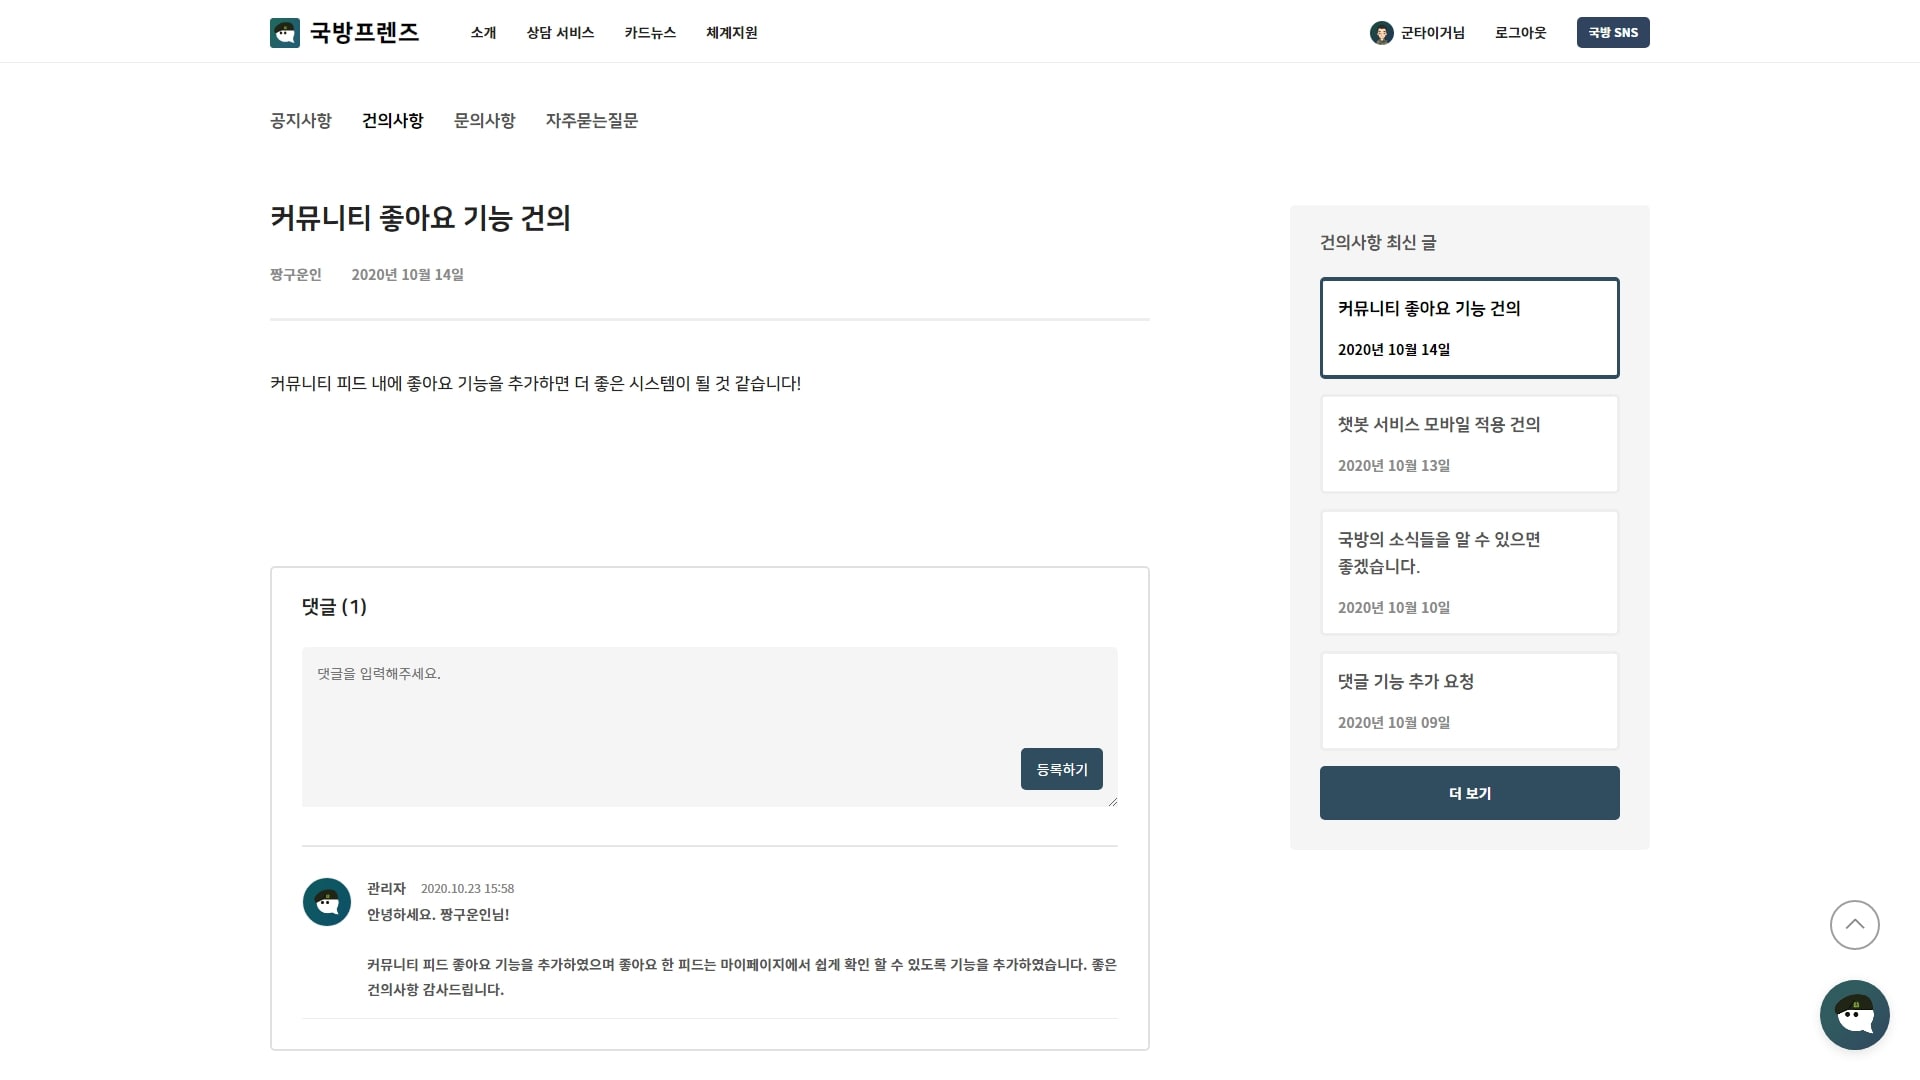 국방프렌즈
소개 상담 서비스 카드뉴스 체계지원
군타이거님 로그아웃 국방 SNS
공지사항 건의사항 문의사항 자주묻는질문
커뮤니티 좋아요 기능 건의
짱구운인 2020년 10월 14일
커뮤니티 피드 내에 좋아요 기능을 추가하면 더 좋은 시스템이 될 것 같습니다!
댓글 (1)
댓글을 입력해주세요.
등록하기
관리자 2020.10.23 15:58
안녕하세요. 짱구운인님!
커뮤니티 피드 좋아요 기능을 추가하였으며 좋아요 한 피드는 마이페이지에서 쉽게 확인 할 수 있도록 기능을 추가하였습니다. 좋은
건의사항 감사드립니다.
건의사항 최신 글
커뮤니티 좋아요 기능 건의
2020년 10월 14일
챗봇 서비스 모바일 적용 건의
2020년 10월 13일
국방의 소식들을 알 수 있으면
좋겠습니다.
2020년 10월 10일
댓글 기능 추가 요청
2020년 10월 09일
더 보기